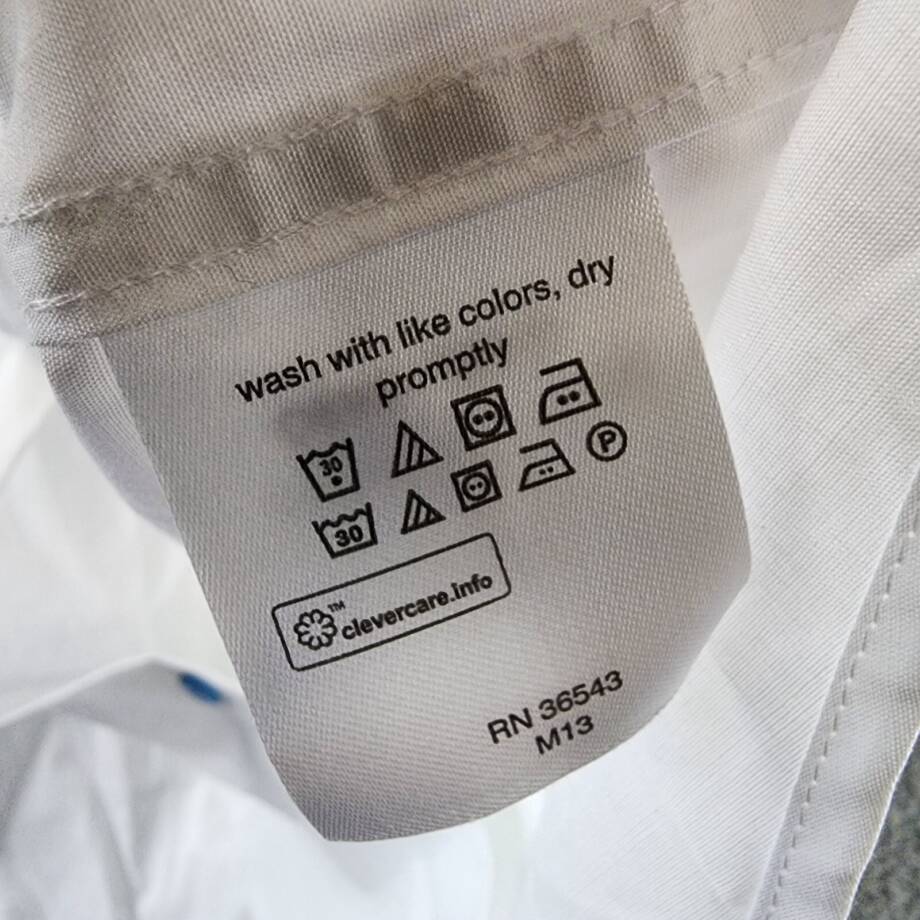 wash with like colors, dry
promptly
30
P
30
™
clevercare.info
RN 36543
M13